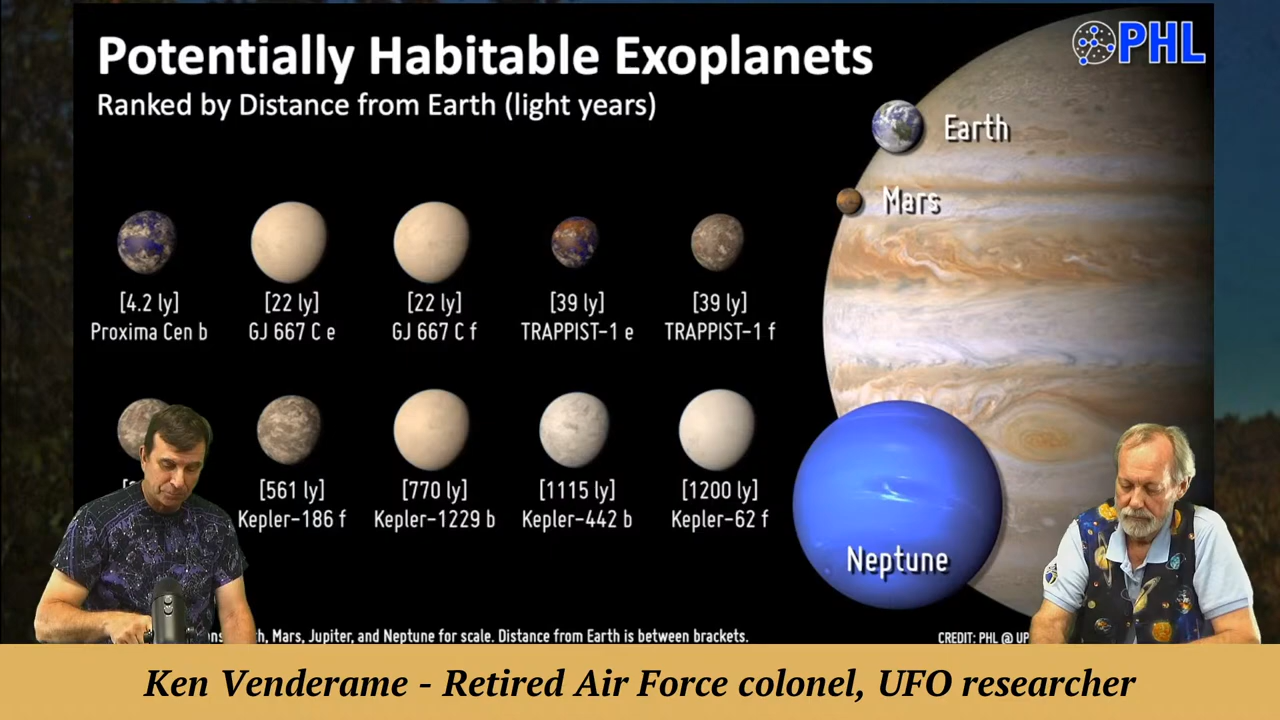 Potentially Habitable Exoplanets
Ranked by Distance from Earth (light years)
PHL
Earth
Mars
[4.2 ly]
Proxima Cen b
[22 ly]
GJ 667 C e
[22 ly]
GJ 667 C f
[39 ly]
TRAPPIST-1 e
[39 ly]
TRAPPIST-1 f
[561 ly]
Kepler-186 f
[770 ly]
Kepler-1229 b
[1115 ly]
Kepler-442 b
[1200 ly]
Kepler-62 f
Neptune
Mars, Jupiter, and Neptune for scale. Distance from Earth is between brackets.
CREDIT: PHL @
Ken Venderame - Retired Air Force colonel, UFO researcher